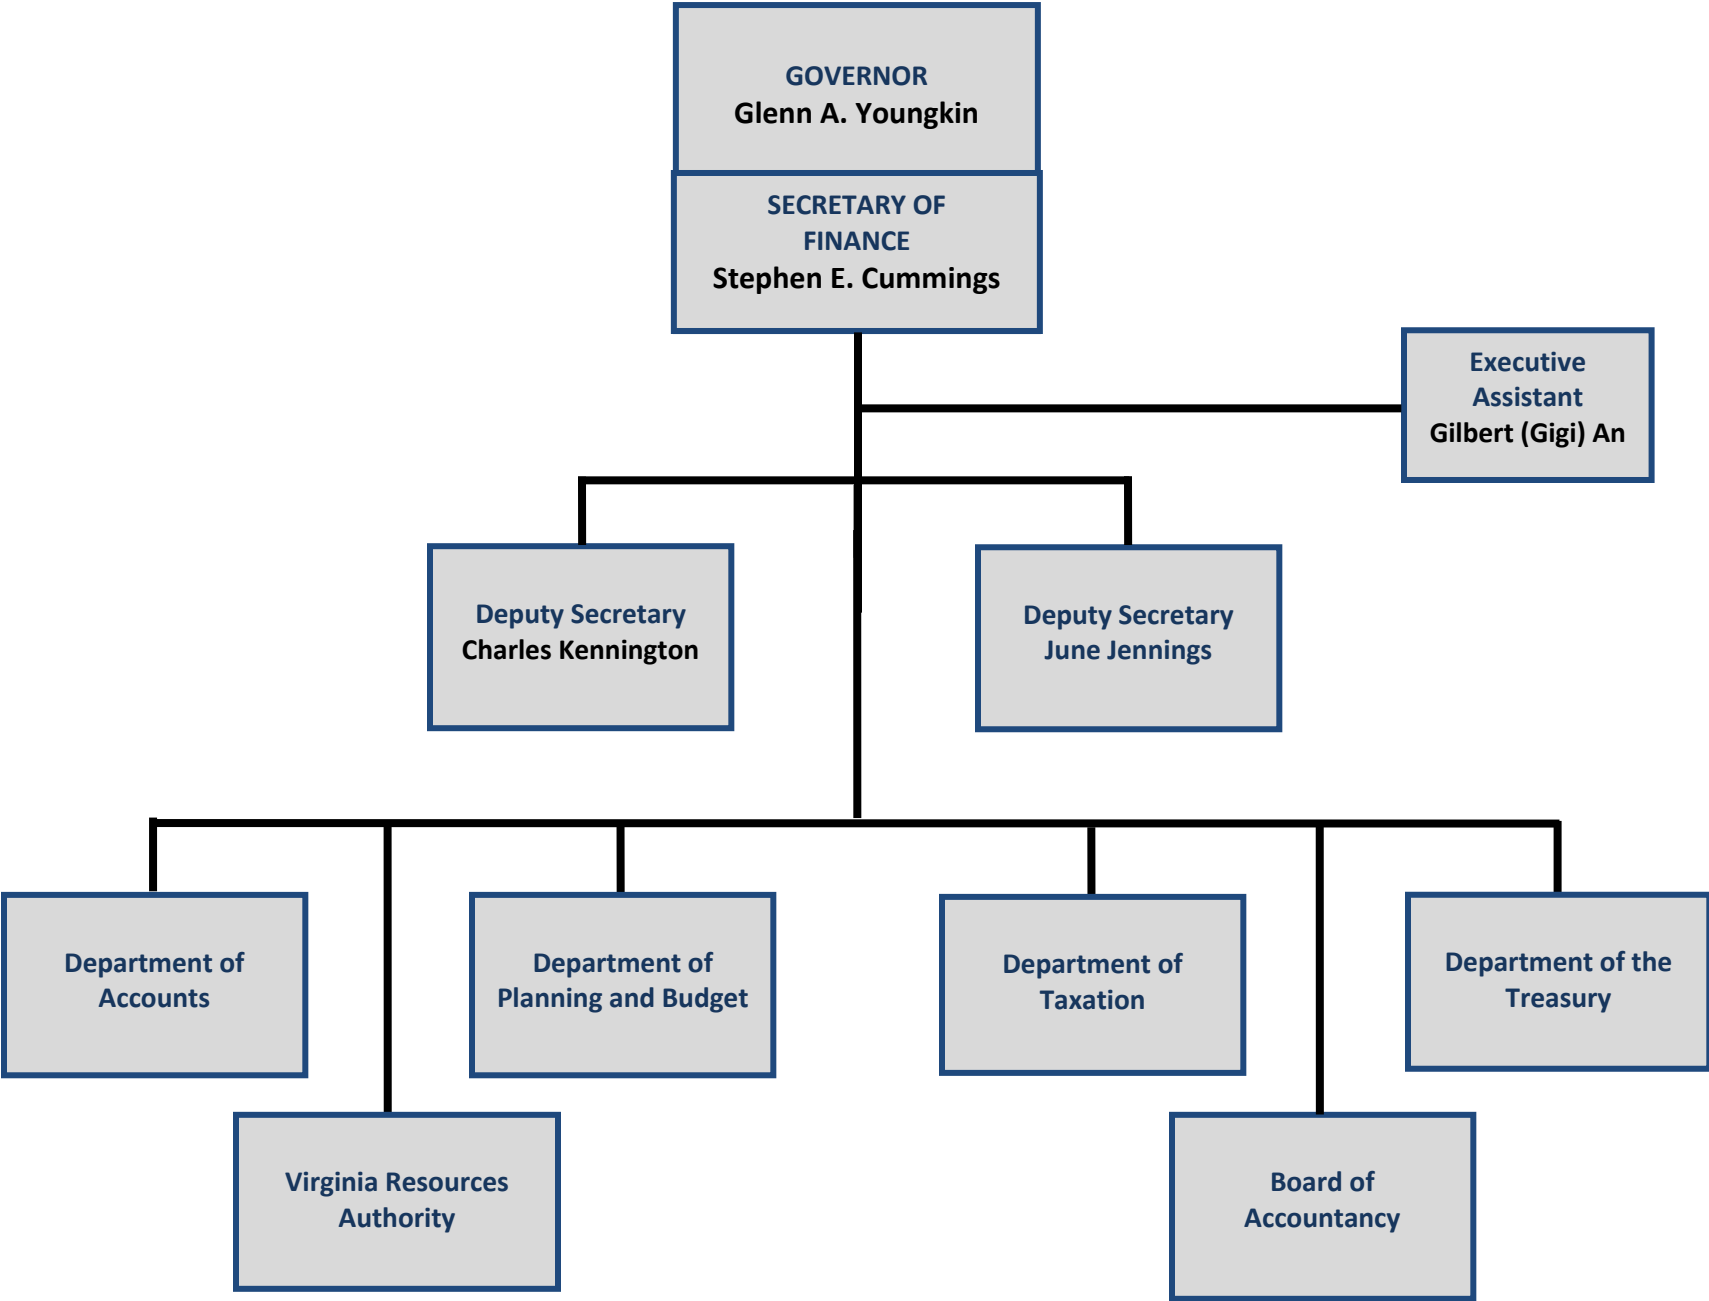 GOVERNOR
Glenn A. Youngkin
SECRETARY OF
FINANCE
Stephen E. Cummings
Executive
Assistant
Gilbert (Gigi) An
Deputy Secretary
Charles Kennington
Deputy Secretary
June Jennings
Department of
Accounts
Department of
Planning and Budget
Department of
Taxation
Department of the
Treasury
Virginia Resources
Authority
Board of
Accountancy